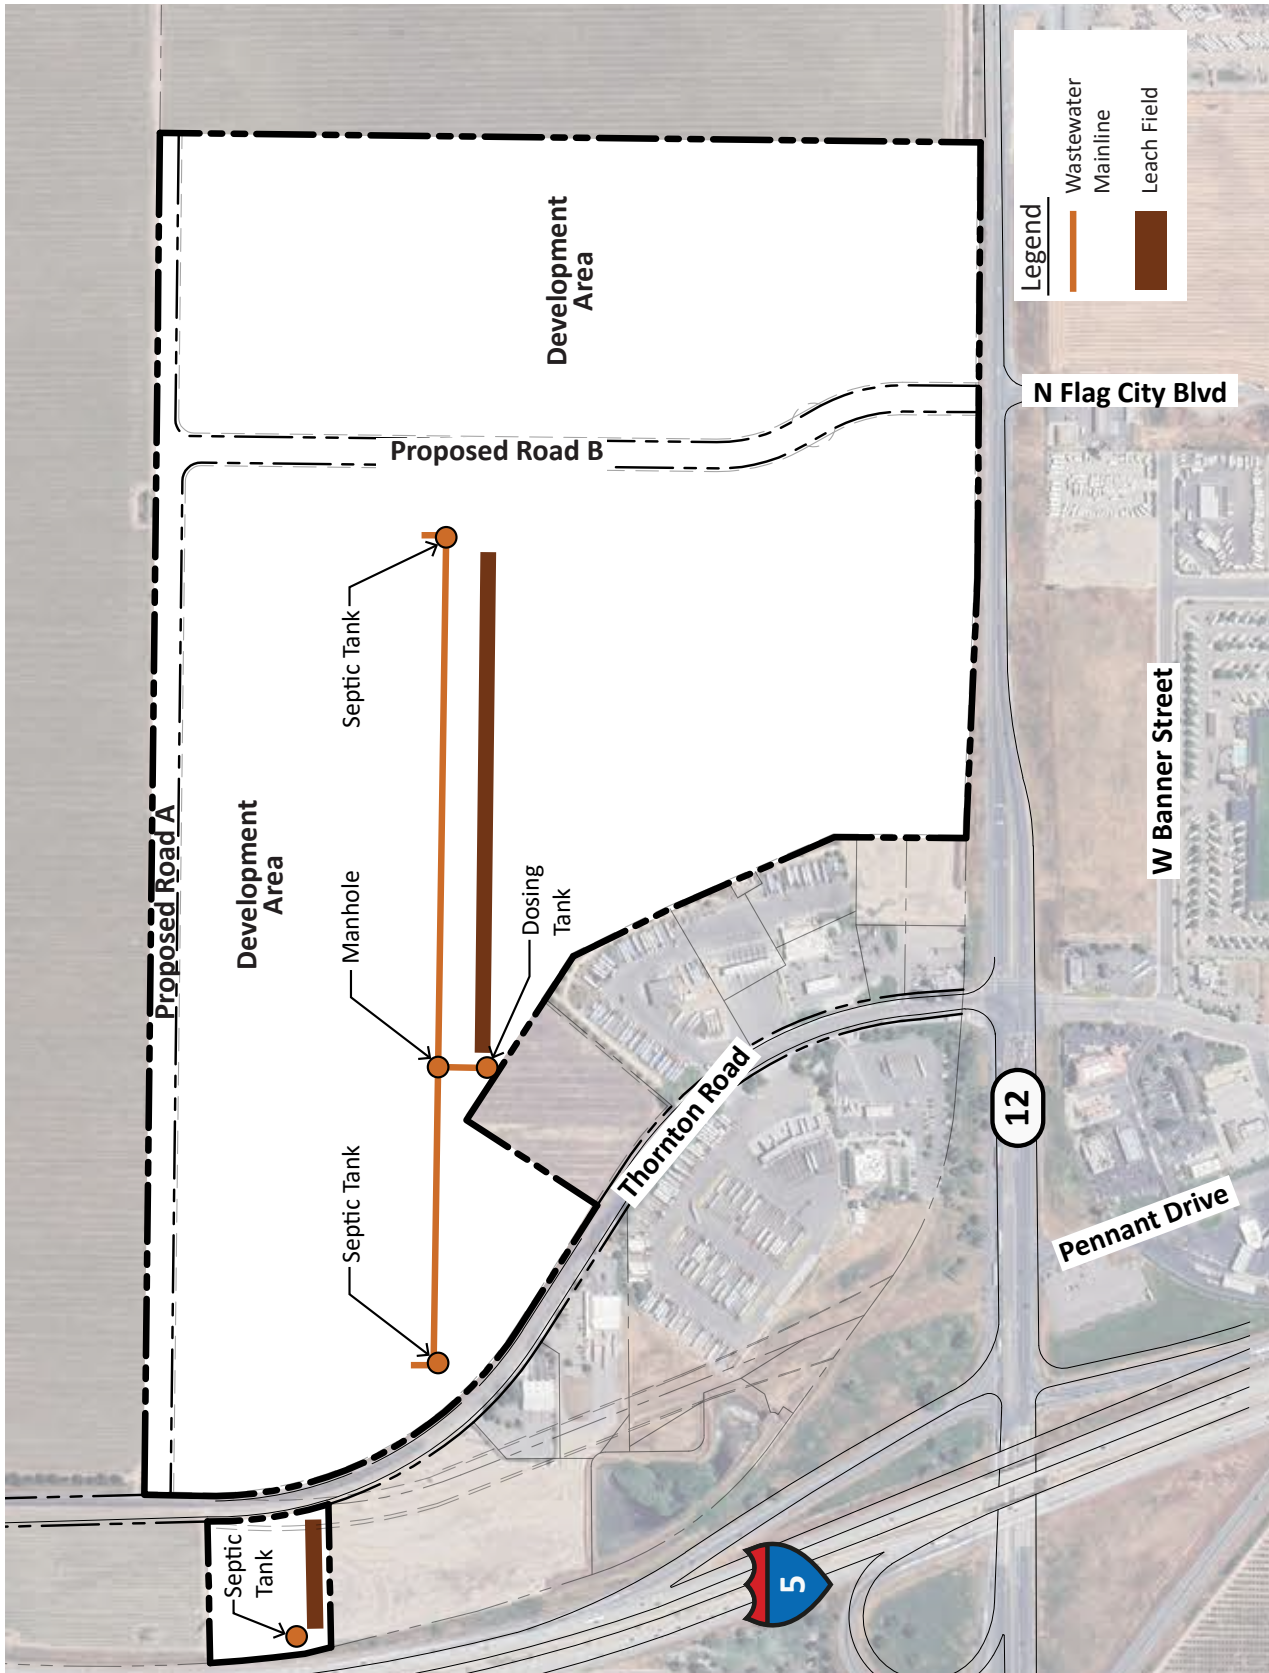 Legend
Wastewater
Mainline
Leach Field
Development
Area
N Flag City Blvd
Proposed Road B
Septic Tank
W Banner Street
Proposed Road A
Development
Area
Manhole
Dosing
Tank
Thornton Road
12
Septic Tank
Pennant Drive
Septic
Tank
5